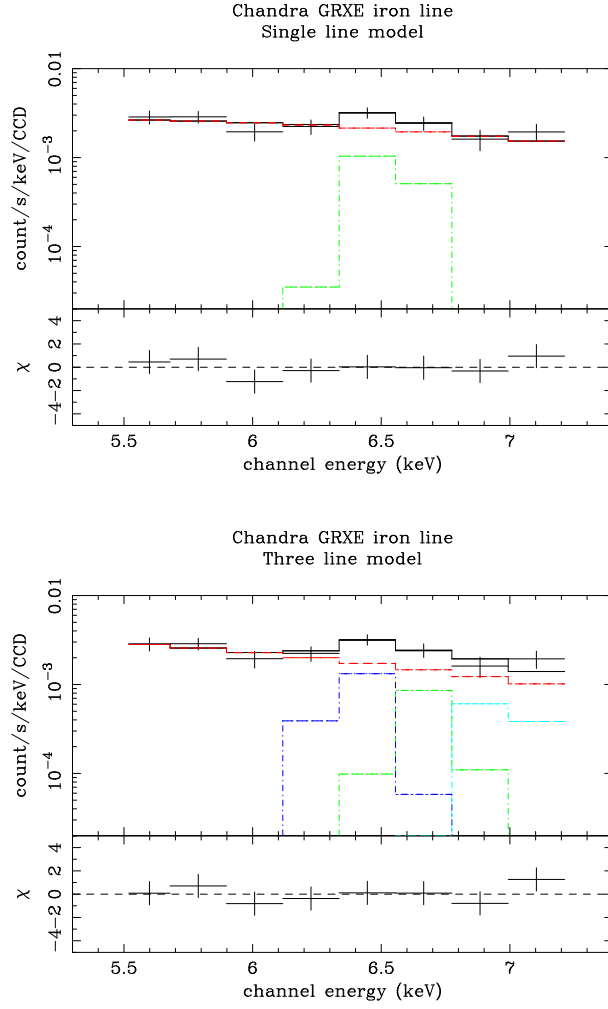 Chandra GRXE iron line
Single line model
0.01
10⁻³
10⁻⁴
count/s/keV/CCD
4
2
0
−2
−4
χ
5.5 6 6.5 7
channel energy (keV)
Chandra GRXE iron line
Three line model
0.01
10⁻³
10⁻⁴
count/s/keV/CCD
4
2
0
−2
−4
χ
5.5 6 6.5 7
channel energy (keV)